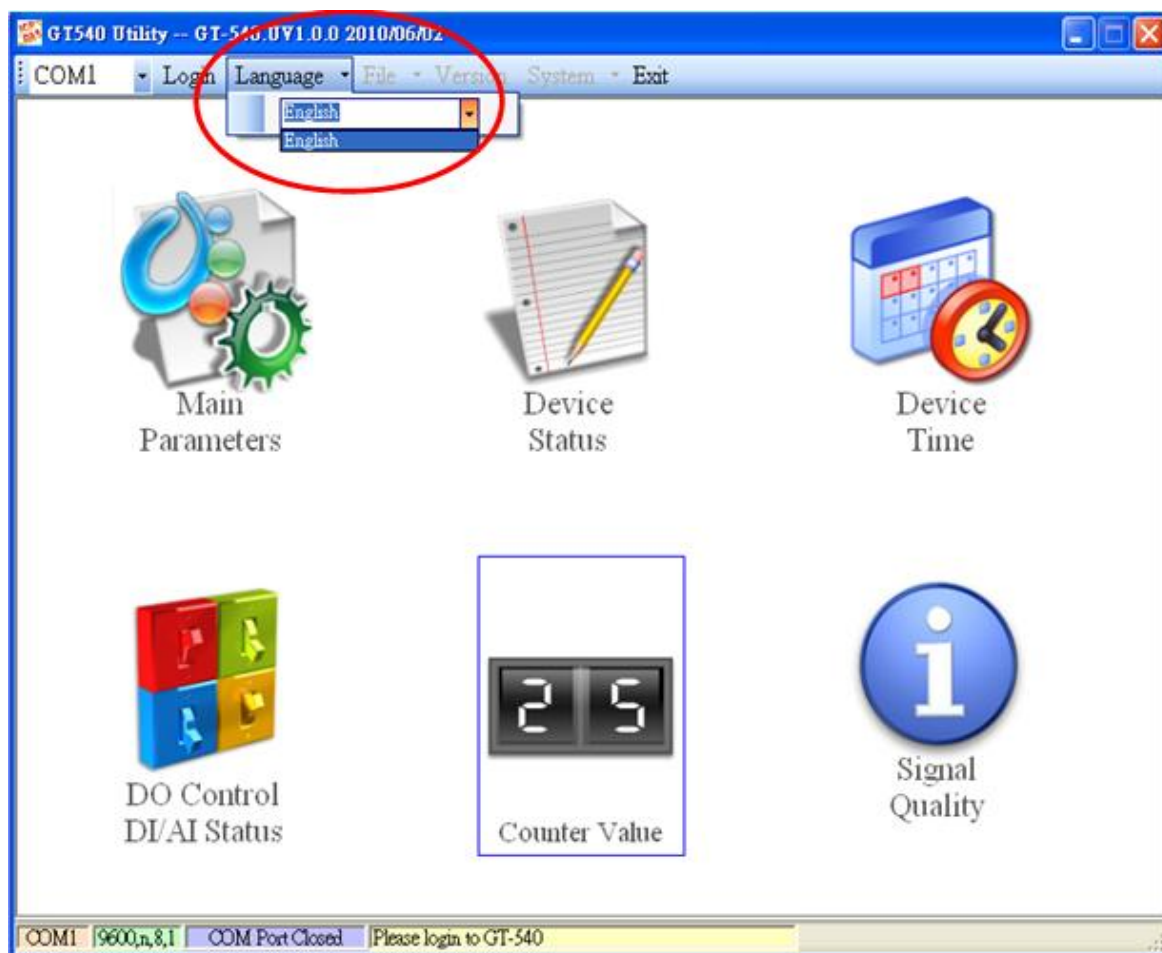 GT540 Utility -- GT-540.UV1.0.0 2010/06/02
COM1 Login Language File Version System Exit
English
English
Main
Parameters
Device
Status
Device
Time
DO Control
DI/AI Status
25
Counter Value
Signal
Quality
COM1 9600,n,8,1 COM Port Closed Please login to GT-540